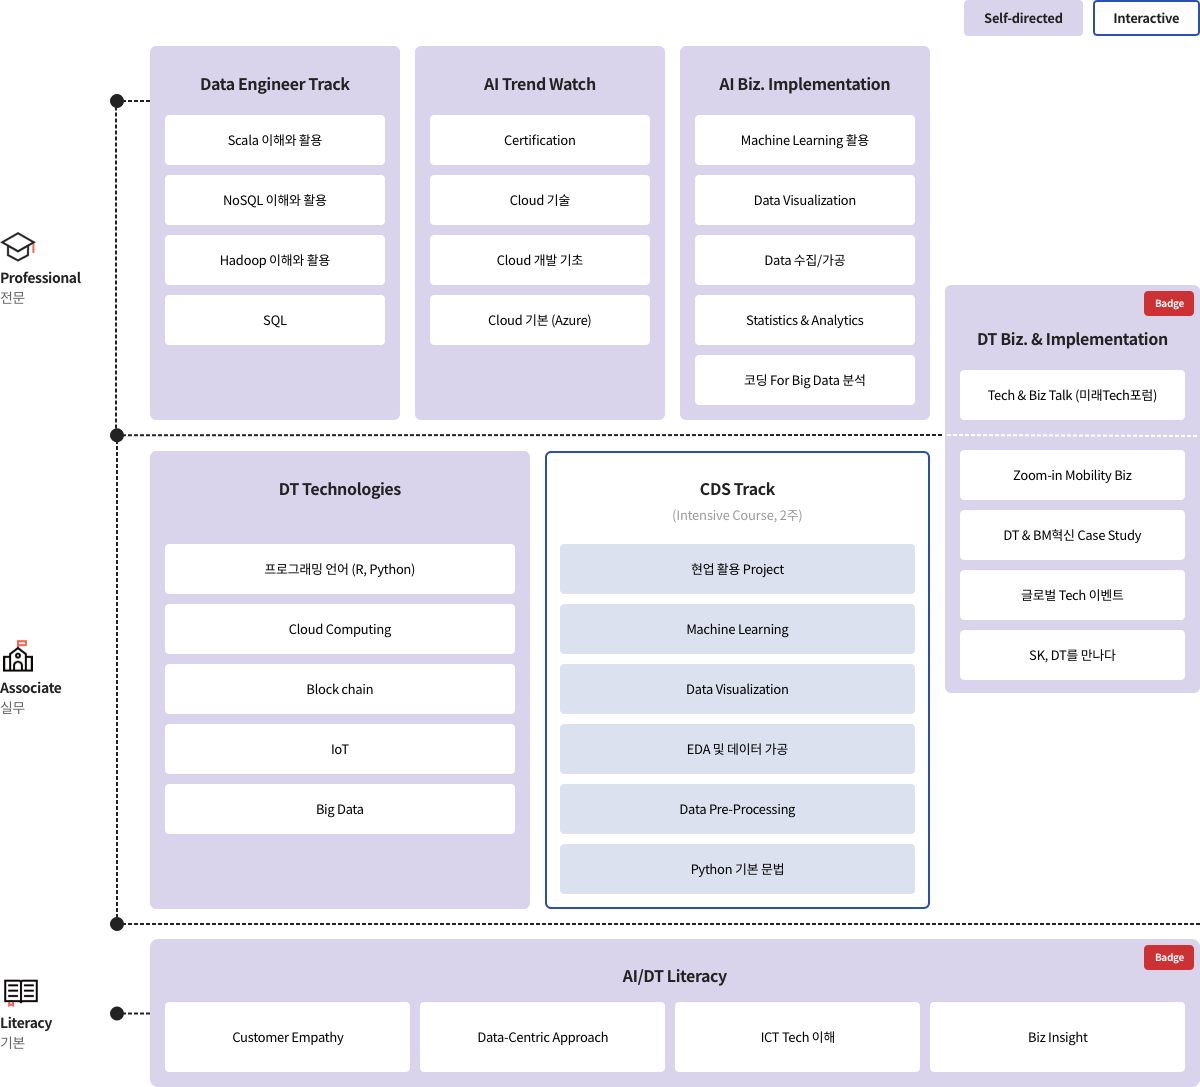 Self-directed
Interactive
Data Engineer Track
Scala 이해와 활용
NoSQL 이해와 활용
Hadoop 이해와 활용
SQL
AI Trend Watch
Certification
Cloud 기술
Cloud 개발 기초
Cloud 기본 (Azure)
AI Biz. Implementation
Machine Learning 활용
Data Visualization
Data 수집/가공
Statistics & Analytics
코딩 For Big Data 분석
Professional
전문
Badge
DT Biz. & Implementation
Tech & Biz Talk (미래Tech포럼)
Zoom-in Mobility Biz
DT & BM혁신 Case Study
글로벌 Tech 이벤트
SK, DT를 만나다
DT Technologies
프로그래밍 언어 (R, Python)
Cloud Computing
Block chain
IoT
Big Data
CDS Track
(Intensive Course, 2주)
현업 활용 Project
Machine Learning
Data Visualization
EDA 및 데이터 가공
Data Pre-Processing
Python 기본 문법
Associate
실무
Badge
AI/DT Literacy
Customer Empathy
Data-Centric Approach
ICT Tech 이해
Biz Insight
Literacy
기본